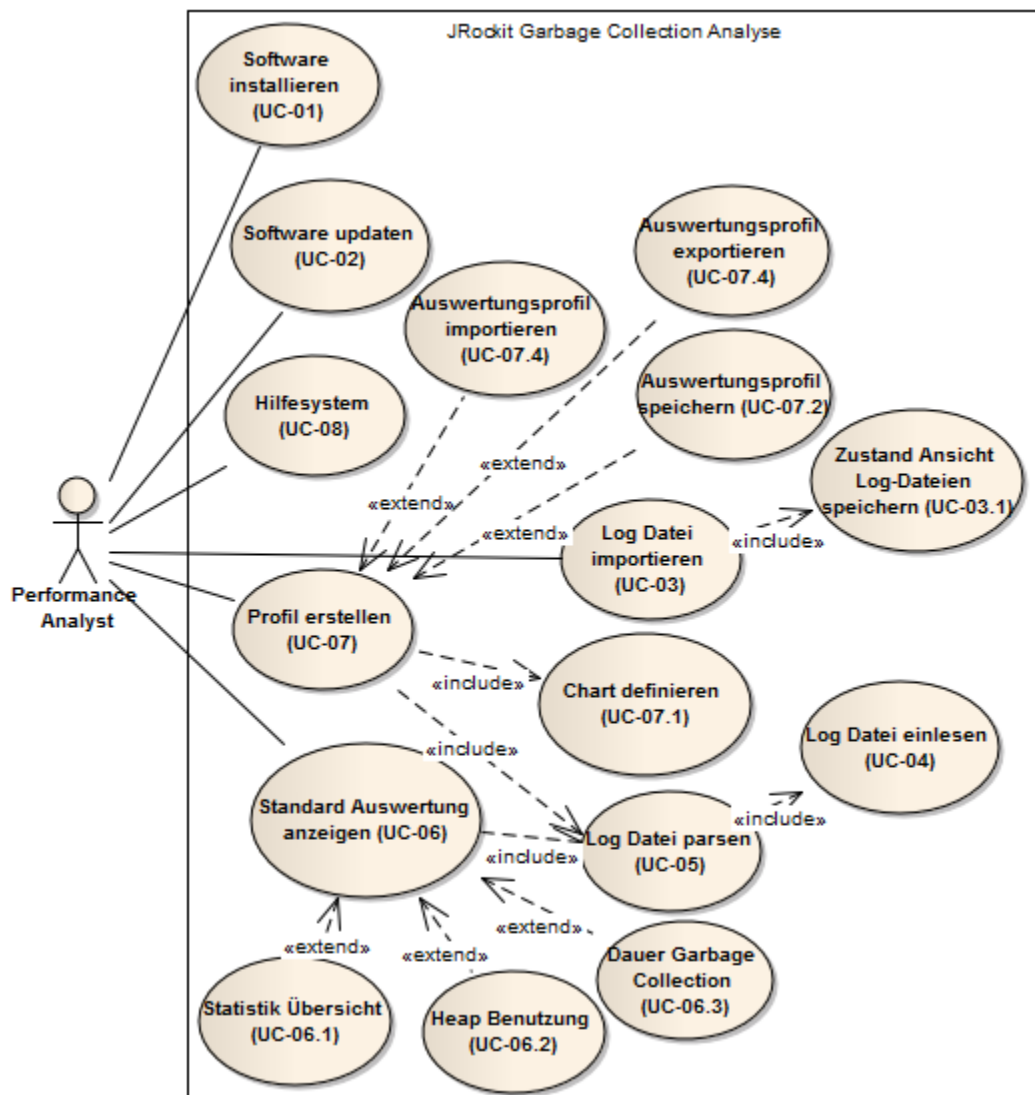 JRockit Garbage Collection Analyse
Software
installieren
(UC-01)
Software updaten
(UC-02)
Auswertungsprofil
exportieren
(UC-07.4)
Auswertungsprofil
importieren
(UC-07.4)
Auswertungsprofil
speichern (UC-07.2)
Hilfesystem
(UC-08)
Zustand Ansicht
Log-Dateien
speichern (UC-03.1)
«extend»
«extend»
«extend»
Log Datei
importieren
(UC-03)
«include»
Performance
Analyst
Profil erstellen
(UC-07)
«include»
Chart definieren
(UC-07.1)
«include»
Log Datei einlesen
(UC-04)
Standard Auswertung
anzeigen (UC-06)
«include»
Log Datei parsen
(UC-05)
«include»
«extend»
«extend»
«extend»
Dauer Garbage
Collection
(UC-06.3)
Statistik Übersicht
(UC-06.1)
Heap Benutzung
(UC-06.2)